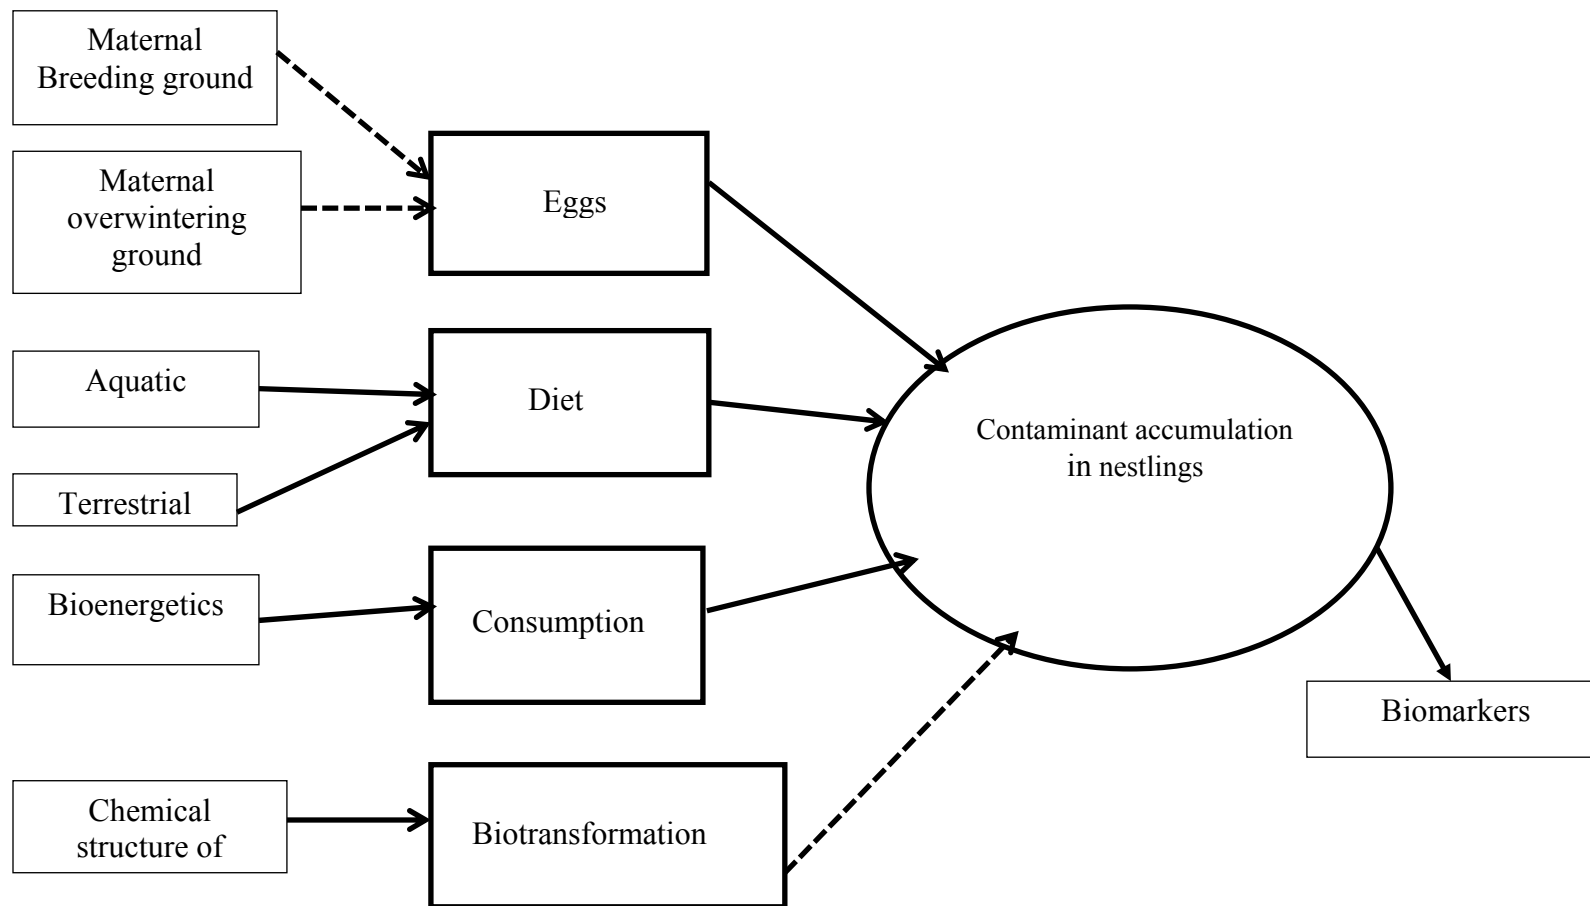 Maternal
Breeding ground
Maternal
overwintering
ground
Eggs
Aquatic
Diet
Terrestrial
Contaminant accumulation
in nestlings
Bioenergetics
Consumption
Biomarkers
Chemical
structure of
Biotransformation